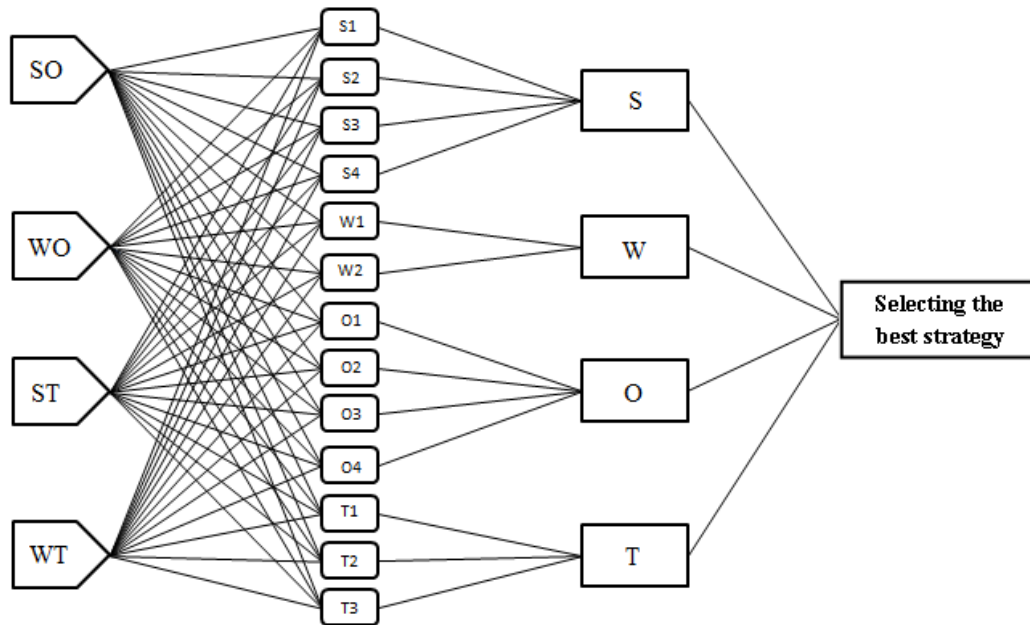 SO
WO
ST
WT
S1
S2
S3
S4
W1
W2
O1
O2
O3
O4
T1
T2
T3
S
W
O
T
Selecting the
best strategy